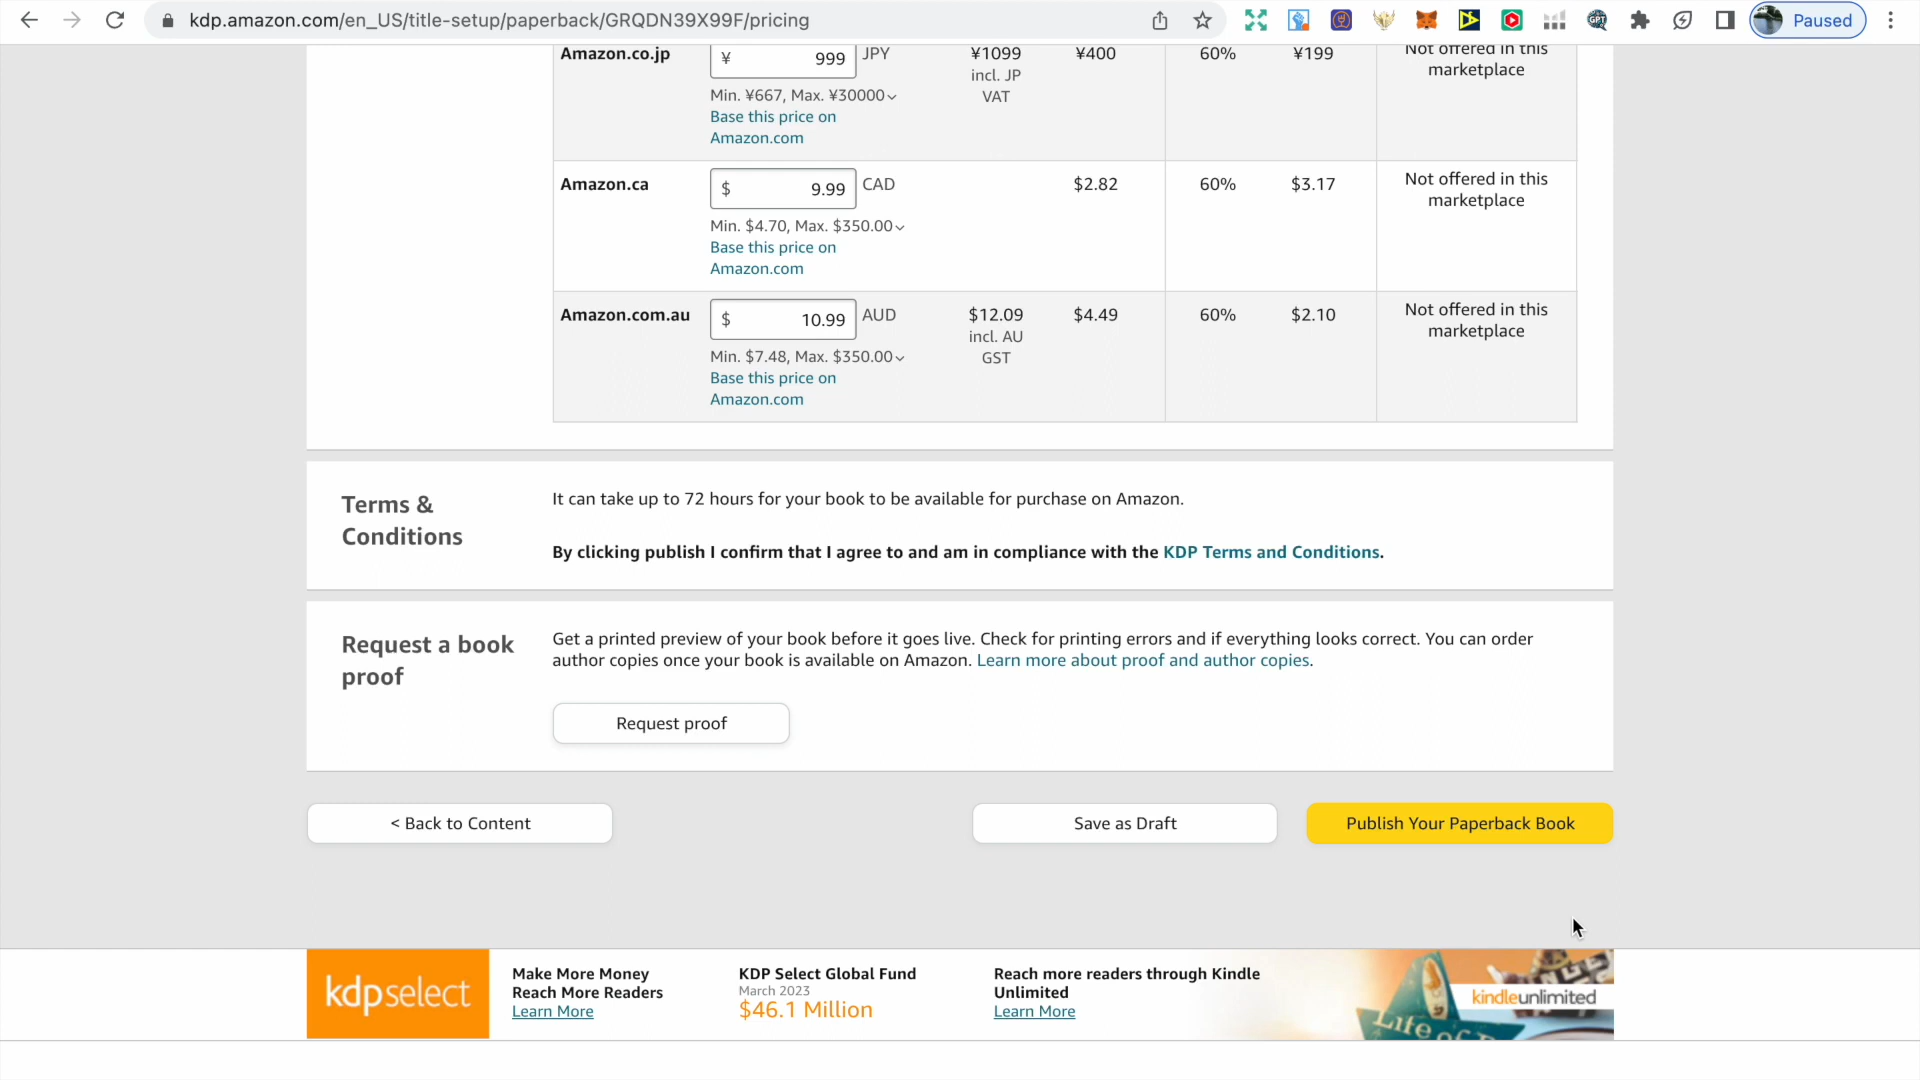 kdp.amazon.com/en_US/title-setup/paperback/GRQDN39X99F/pricing
GPT
Paused
Amazon.co.jp
¥ 999 JPY
Min. ¥667, Max. ¥30000
Base this price on
Amazon.com
¥1099
incl. JP
VAT
¥400
60%
¥199
Not offered in this
marketplace
Amazon.ca
$ 9.99 CAD
Min. $4.70, Max. $350.00
Base this price on
Amazon.com
$2.82
60%
$3.17
Not offered in this
marketplace
Amazon.com.au
$ 10.99 AUD
Min. $7.48, Max. $350.00
Base this price on
Amazon.com
$12.09
incl. AU
GST
$4.49
60%
$2.10
Not offered in this
marketplace
Terms &
Conditions
It can take up to 72 hours for your book to be available for purchase on Amazon.
By clicking publish I confirm that I agree to and am in compliance with the KDP Terms and Conditions.
Request a book
proof
Get a printed preview of your book before it goes live. Check for printing errors and if everything looks correct. You can order
author copies once your book is available on Amazon. Learn more about proof and author copies.
Request proof
< Back to Content
Save as Draft
Publish Your Paperback Book
kdpselect
Make More Money
Reach More Readers
Learn More
KDP Select Global Fund
March 2023
$46.1 Million
Reach more readers through Kindle
Unlimited
Learn More
kindleunlimited
Life of